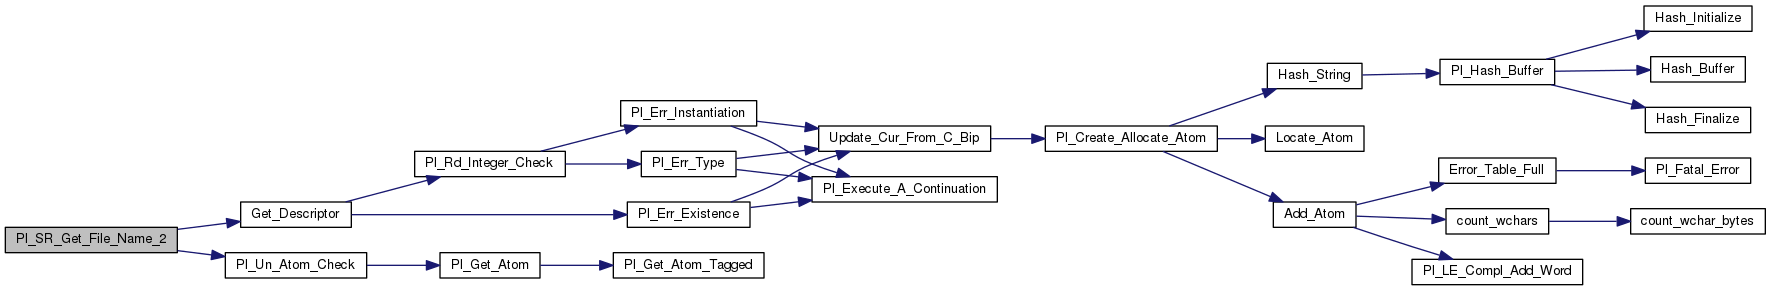 Pl_SR_Get_File_Name_2
Get_Descriptor
Pl_Un_Atom_Check
Pl_Rd_Integer_Check
Pl_Get_Atom
Pl_Err_Instantiation
Pl_Err_Type
Pl_Err_Existence
Pl_Get_Atom_Tagged
Update_Cur_From_C_Bip
Pl_Execute_A_Continuation
Pl_Create_Allocate_Atom
Hash_String
Locate_Atom
Add_Atom
Pl_Hash_Buffer
Error_Table_Full
count_wchars
Pl_LE_Compl_Add_Word
Hash_Initialize
Hash_Buffer
Hash_Finalize
Pl_Fatal_Error
count_wchar_bytes